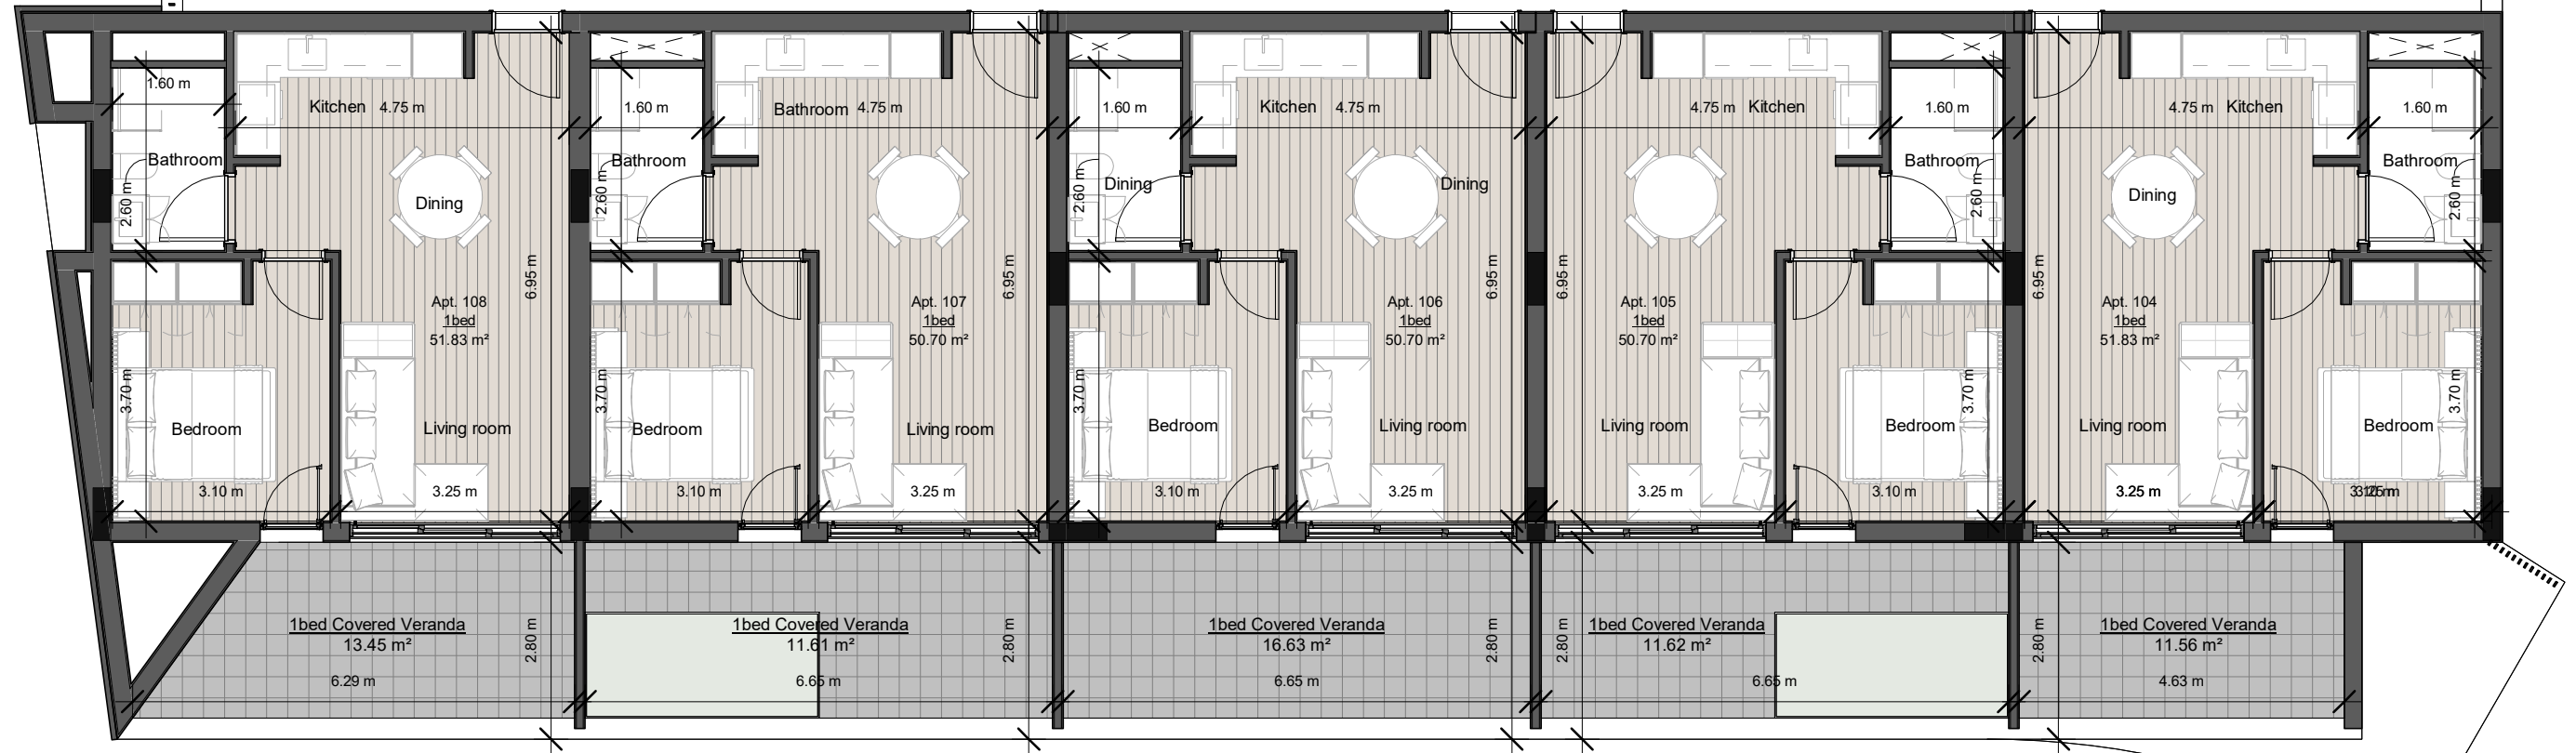 1.60 m
Kitchen 4.75 m
Bathroom
2.60 m
Dining
6.95 m
Apt. 108
1bed
51.83 m²
3.70 m
Bedroom
Living room
3.10 m
3.25 m
1bed Covered Veranda
13.45 m²
2.80 m
6.29 m
1.60 m
Bathroom 4.75 m
Bathroom
2.60 m
6.95 m
Apt. 107
1bed
50.70 m²
3.70 m
Bedroom
Living room
3.10 m
3.25 m
1bed Covered Veranda
11.61 m²
2.80 m
6.65 m
1.60 m
Kitchen 4.75 m
Dining
2.60 m
Dining
6.95 m
Apt. 106
1bed
50.70 m²
3.70 m
Bedroom
Living room
3.10 m
3.25 m
1bed Covered Veranda
16.63 m²
2.80 m
6.65 m
4.75 m Kitchen
1.60 m
Bathroom
2.60 m
6.95 m
Apt. 105
1bed
50.70 m²
3.70 m
Living room
Bedroom
3.25 m
3.10 m
1bed Covered Veranda
11.62 m²
2.80 m
6.65 m
4.75 m Kitchen
1.60 m
Bathroom
2.60 m
Dining
6.95 m
Apt. 104
1bed
51.83 m²
3.70 m
Living room
Bedroom
3.25 m
1bed Covered Veranda
11.56 m²
2.80 m
4.63 m